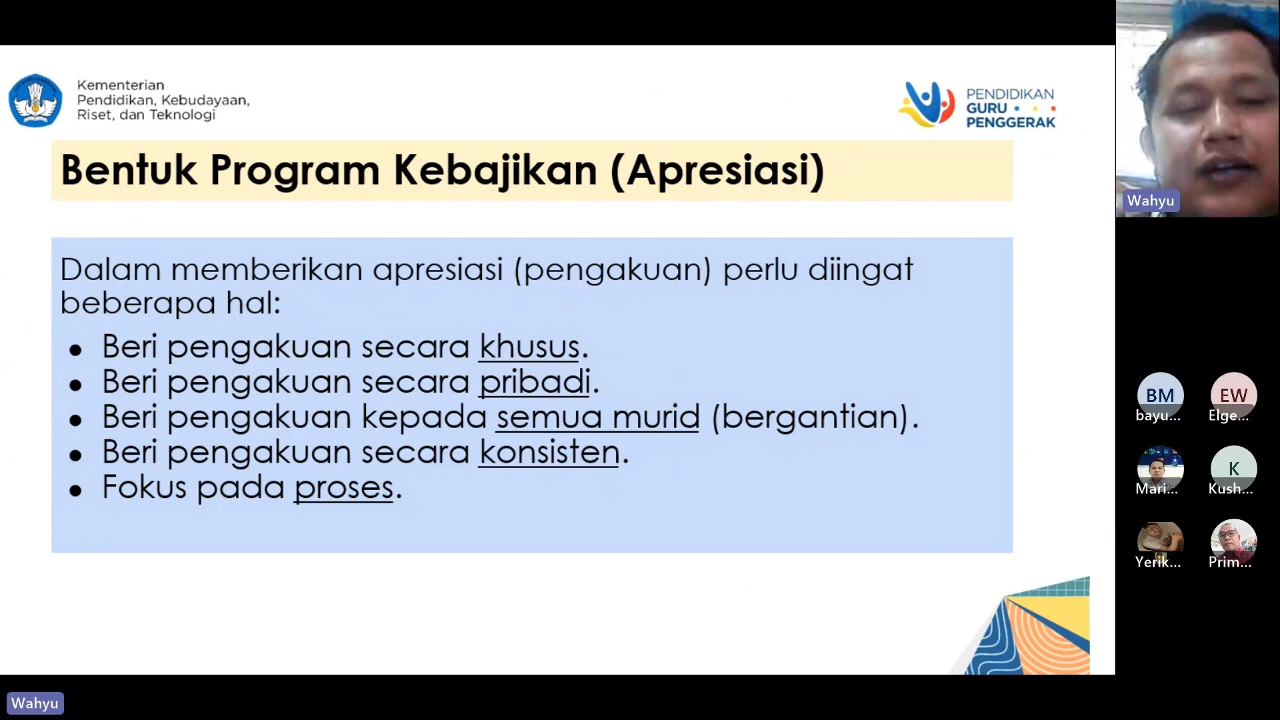 Kementerian
Pendidikan, Kebudayaan,
Riset, dan Teknologi
PENDIDIKAN
GURU
PENGGERAK
Bentuk Program Kebajikan (Apresiasi)
Dalam memberikan apresiasi (pengakuan) perlu diingat
beberapa hal:
● Beri pengakuan secara khusus.
● Beri pengakuan secara pribadi.
● Beri pengakuan kepada semua murid (bergantian).
● Beri pengakuan secara konsisten.
● Fokus pada proses.
Wahyu
BM
bayu...
EW
Elge...
Mari...
K
Kush...
Yerik...
Prim...
Wahyu